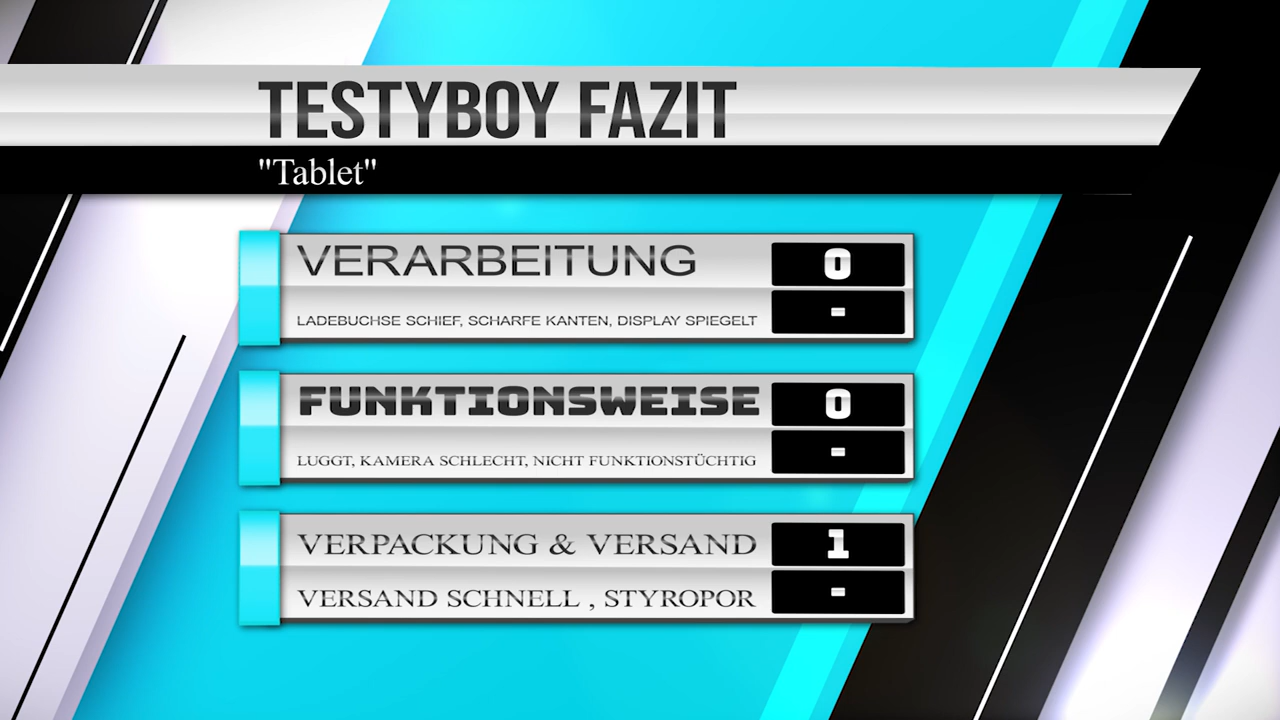 TESTYBOY FAZIT
"Tablet"
VERARBEITUNG 0
LADEBUCHSE SCHIEF, SCHARFE KANTEN, DISPLAY SPIEGELT -
FUNKTIONSWEISE 0
LUGGT, KAMERA SCHLECHT, NICHT FUNKTIONSTÜCHTIG -
VERPACKUNG & VERSAND 1
VERSAND SCHNELL , STYROPOR -